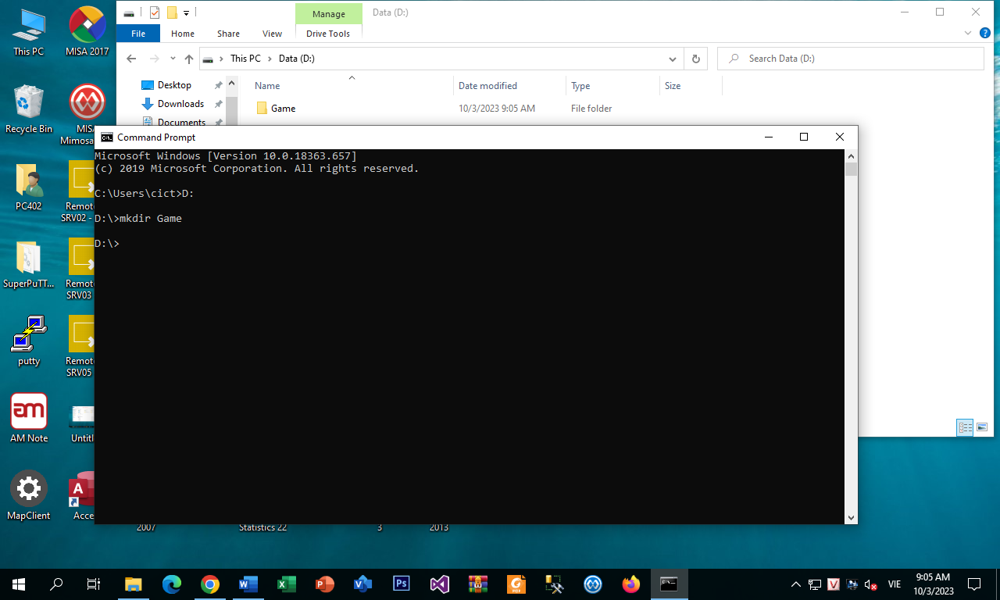 This PC
MISA 2017
Recycle Bin
MISA
Mimosa
PC402
Remot
SRV02 -
SuperPuTT...
Remot
SRV03
putty
Remot
SRV05
AM Note
Untitl
MapClient
Acce
2007
Statistics 22
3
2013
Manage
Data (D:)
File
Home
Share
View
Drive Tools
This PC
Data (D:)
Search Data (D:)
Desktop
Downloads
Documents
Name
Date modified
Type
Size
Game
10/3/2023 9:05 AM
File folder
Command Prompt
Microsoft Windows [Version 10.0.18363.657]
(c) 2019 Microsoft Corporation. All rights reserved.
C:\Users\cict>D:
D:\>mkdir Game
D:\>
VIE
9:05 AM
10/3/2023